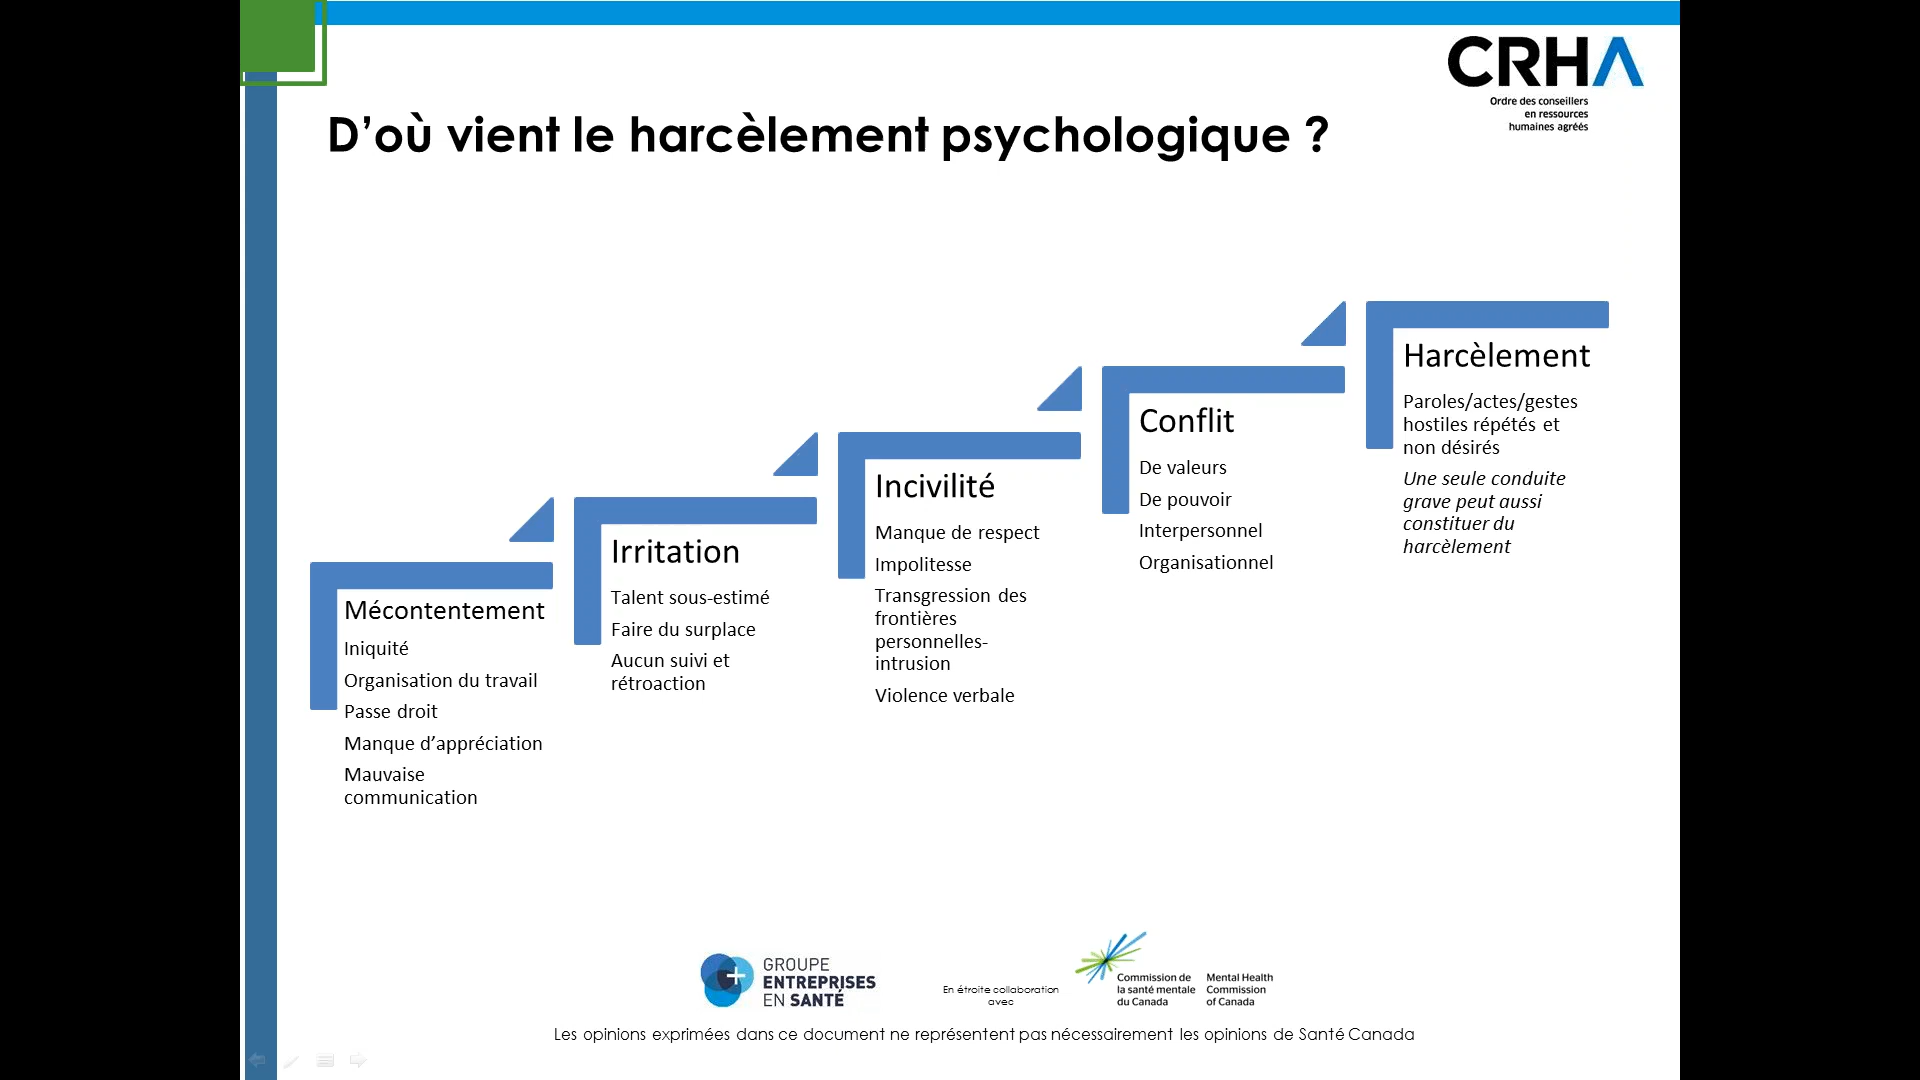 CRHA
Ordre des conseillers
en ressources
humaines agréés
D’où vient le harcèlement psychologique ?
Mécontentement
Iniquité
Organisation du travail
Passe droit
Manque d’appréciation
Mauvaise
communication
Irritation
Talent sous-estimé
Faire du surplace
Aucun suivi et
rétroaction
Incivilité
Manque de respect
Impolitesse
Transgression des
frontières
personnelles-
intrusion
Violence verbale
Conflit
De valeurs
De pouvoir
Interpersonnel
Organisationnel
Harcèlement
Paroles/actes/gestes
hostiles répétés et
non désirés
Une seule conduite
grave peut aussi
constituer du
harcèlement
GROUPE
ENTREPRISES
EN SANTÉ
En étroite collaboration
avec
Commission de
la santé mentale
du Canada
Mental Health
Commission
of Canada
Les opinions exprimées dans ce document ne représentent pas nécessairement les opinions de Santé Canada